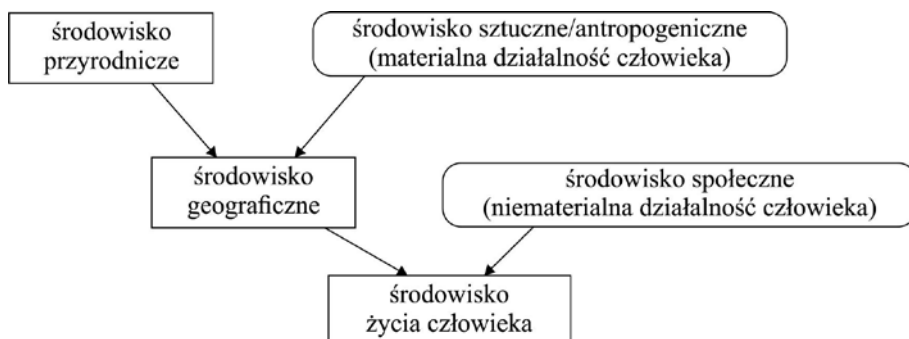 środowisko
przyrodnicze
środowisko sztuczne/antropogeniczne
(materialna działalność człowieka)
środowisko
geograficzne
środowisko społeczne
(niematerialna działalność człowieka)
środowisko
życia człowieka